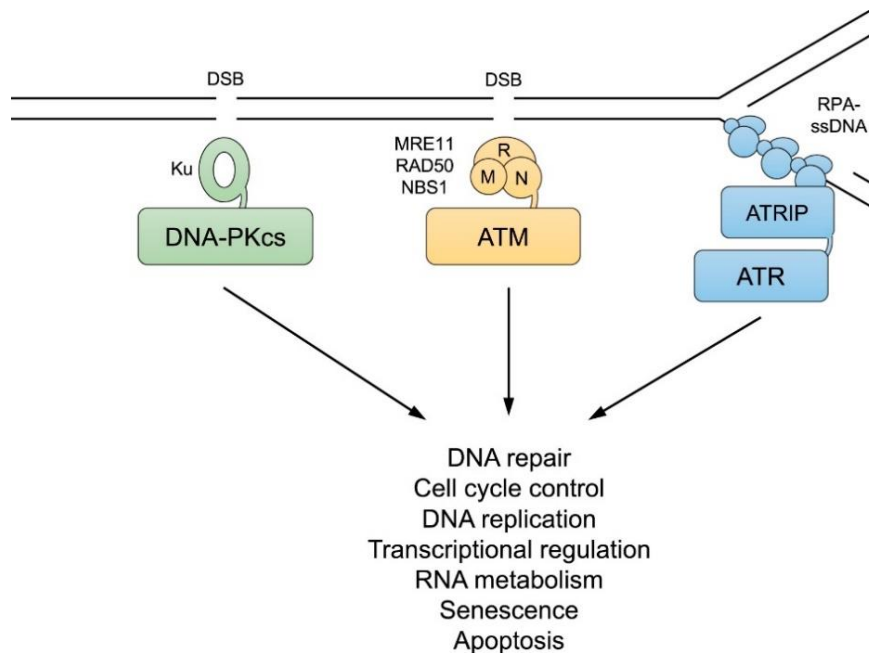 DSB
DSB
RPA-
ssDNA
Ku
MRE11
RAD50
NBS1
R
M
N
DNA-PKcs
ATM
ATRIP
ATR
DNA repair
Cell cycle control
DNA replication
Transcriptional regulation
RNA metabolism
Senescence
Apoptosis